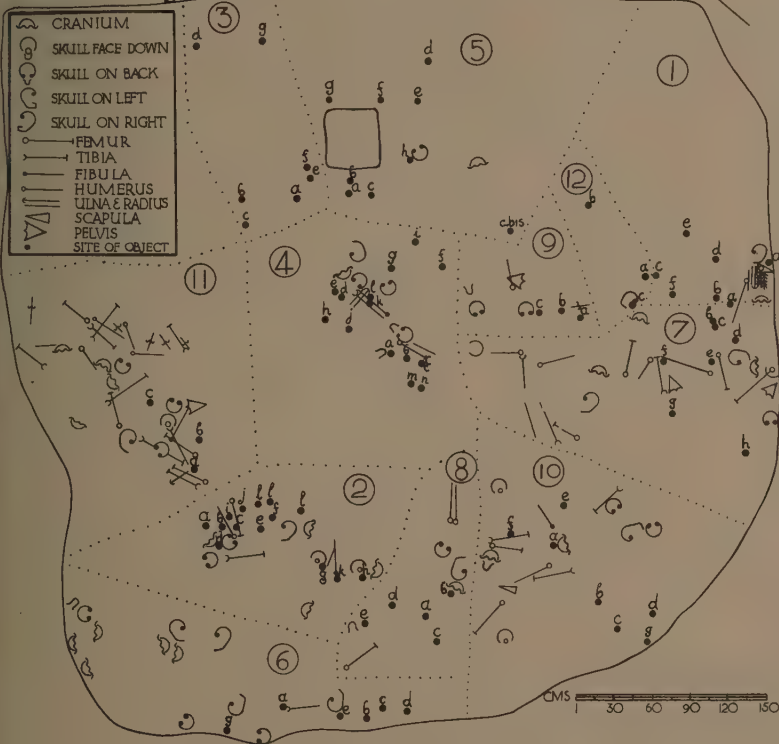 CRANIUM
SKULL FACE DOWN
SKULL ON BACK
SKULL ON LEFT
SKULL ON RIGHT
FEMUR
TIBIA
FIBULA
HUMERUS
ULNA & RADIUS
SCAPULA
PELVIS
SITE OF OBJECT
3
d g
5
d
g f e
1
h
f e
b
a a c
b
c
12
b
c.bis
9
e
d
a c
f
b a
11
4
i
g f
e d l k
h j
c b a
c
7
b c
d
a b
m n
f e
g
c
b
a
h
2
8
10
a b i c j l l f e l
d
g k h
d
e
a
b
c
e
f
a
b
c
d
g
6
a
g
e b c d
CMS 1 30 60 90 120 150